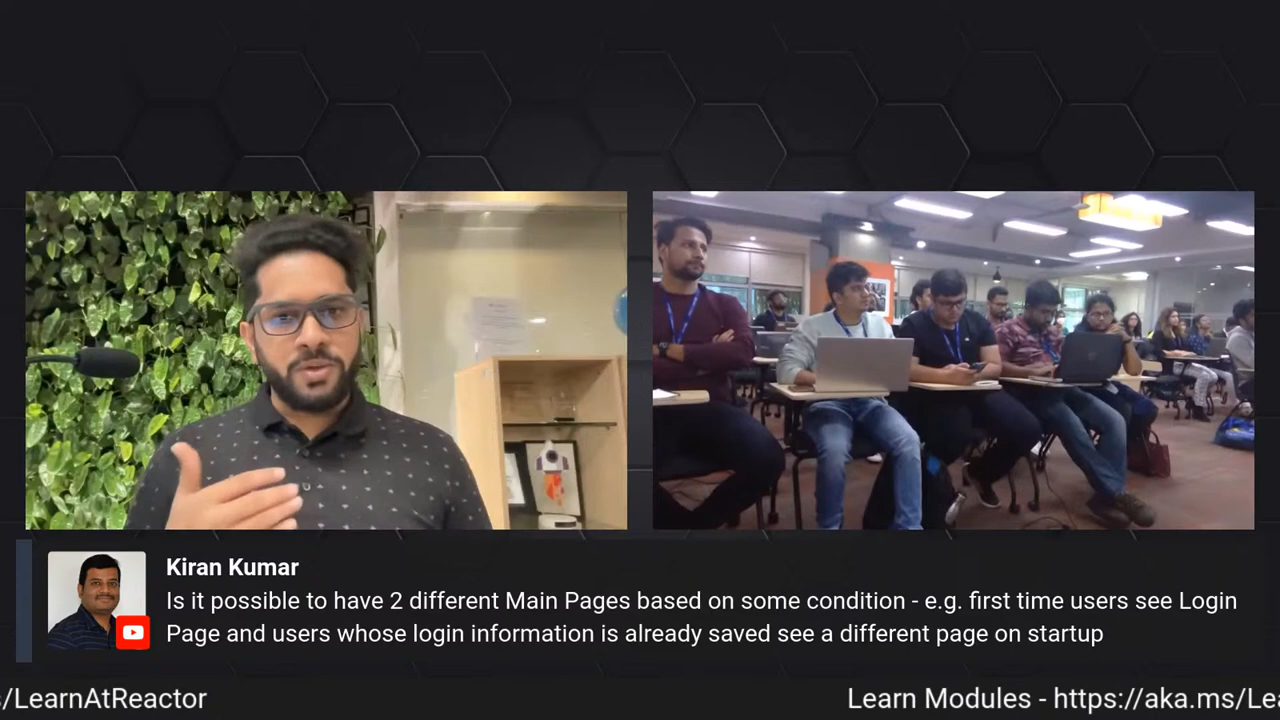 Kiran Kumar
Is it possible to have 2 different Main Pages based on some condition - e.g. first time users see Login
Page and users whose login information is already saved see a different page on startup
/LearnAtReactor
Learn Modules - https://aka.ms/Le